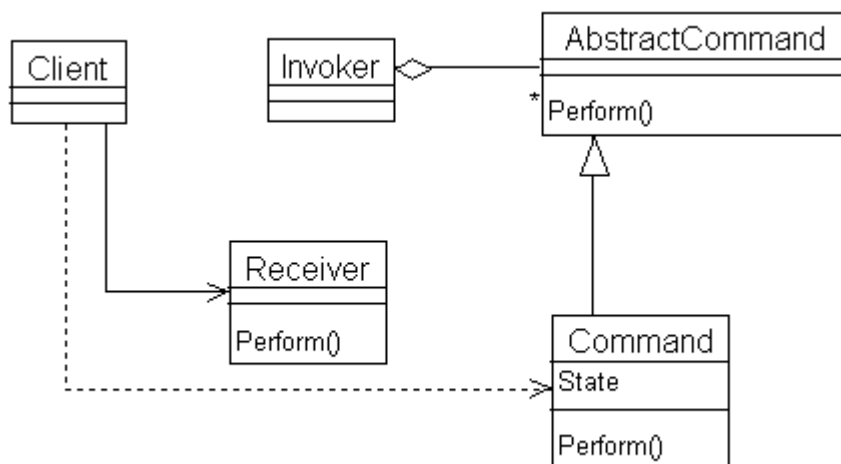 Client
Invoker
AbstractCommand
*
Perform()
Receiver
Perform()
Command
State
Perform()